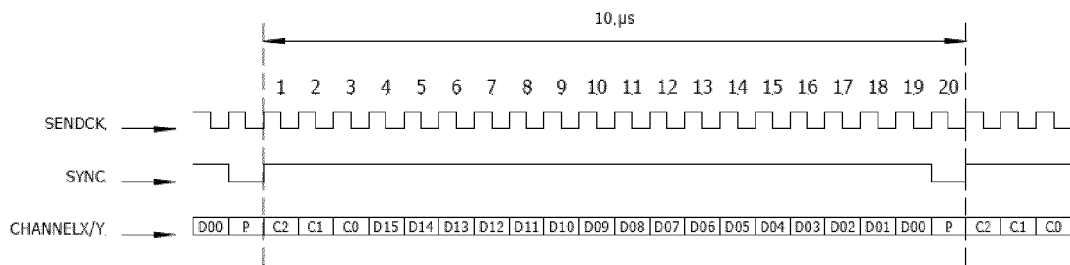 10,µs
1 2 3 4 5 6 7 8 9 10 11 12 13 14 15 16 17 18 19 20
SENDCK
SYNC
CHANNELX/Y D00 P C2 C1 C0 D15 D14 D13 D12 D11 D10 D09 D08 D07 D06 D05 D04 D03 D02 D01 D00 P C2 C1 C0